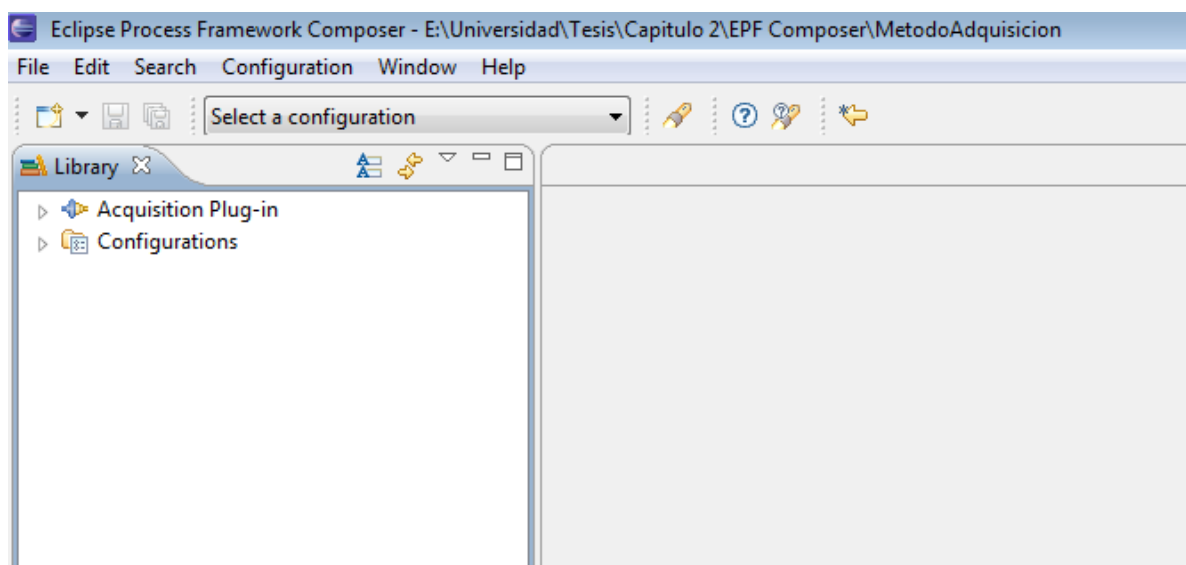 Eclipse Process Framework Composer - E:\Universidad\Tesis\Capitulo 2\EPF Composer\MetodoAdquisicion
File Edit Search Configuration Window Help
Select a configuration
Library
Acquisition Plug-in
Configurations